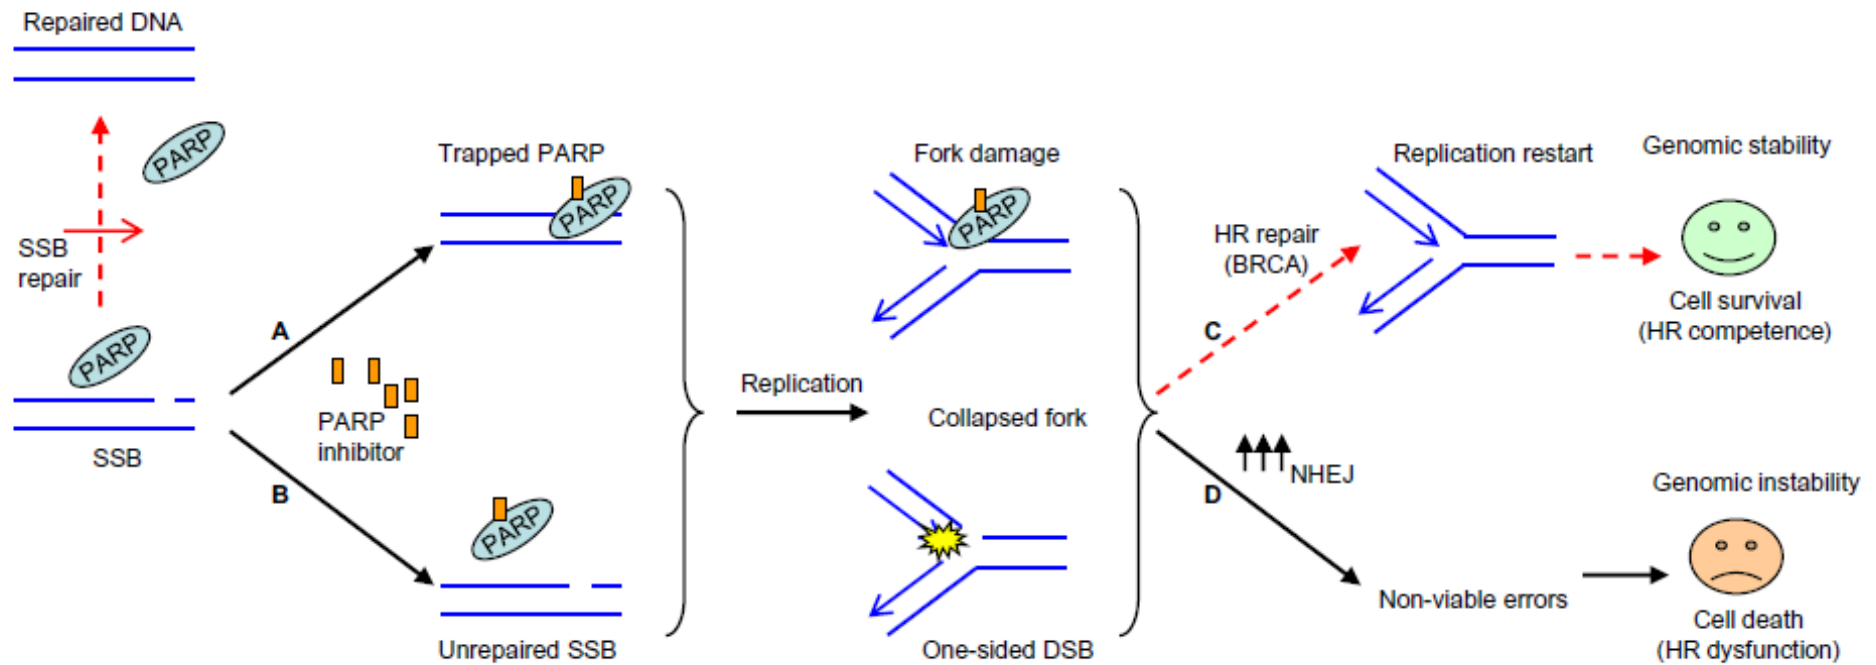 Repaired DNA
PARP
SSB
repair
PARP
SSB
A
B
PARP
inhibitor
Trapped PARP
PARP
PARP
Unrepaired SSB
Replication
Fork damage
PARP
Collapsed fork
One-sided DSB
HR repair
(BRCA)
C
D
NHEJ
Replication restart
Non-viable errors
Genomic stability
Cell survival
(HR competence)
Genomic instability
Cell death
(HR dysfunction)